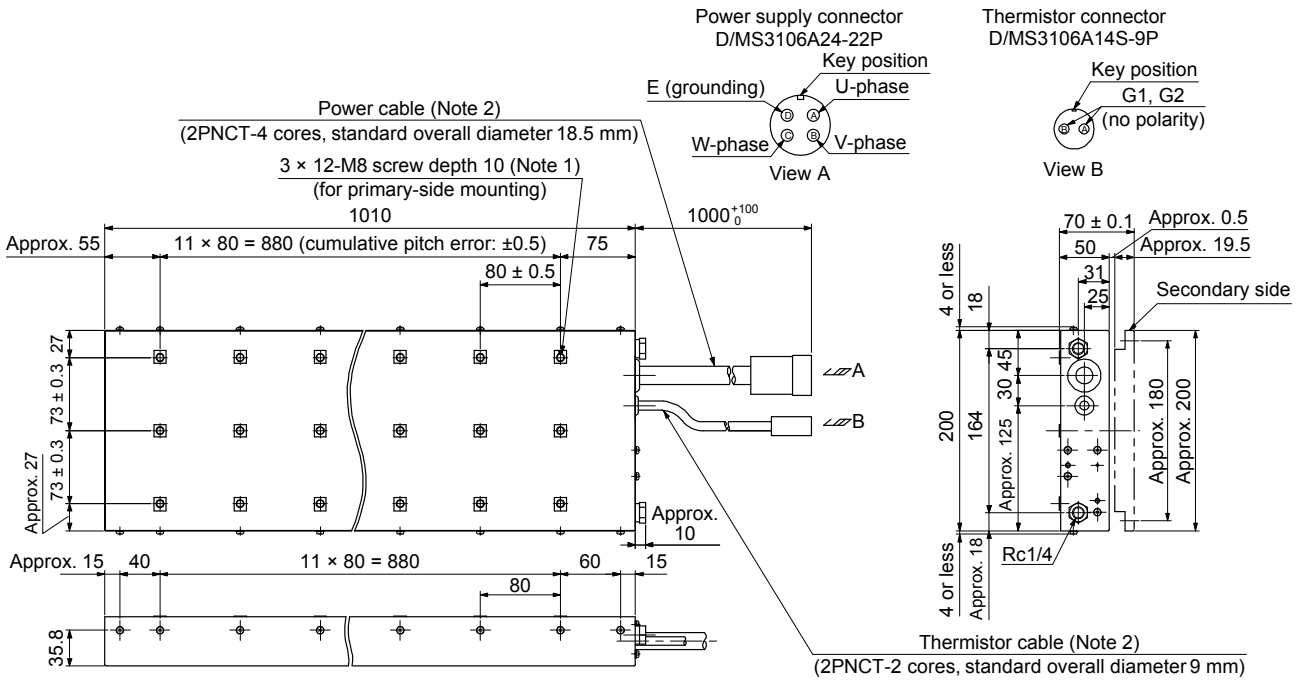 Power supply connector
D/MS3106A24-22P
Key position
E (grounding)
U-phase
D
A
C
B
W-phase
V-phase
View A
Thermistor connector
D/MS3106A14S-9P
Key position
G1, G2
(no polarity)
B
A
View B
Power cable (Note 2)
(2PNCT-4 cores, standard overall diameter 18.5 mm)
3 × 12-M8 screw depth 10 (Note 1)
(for primary-side mounting)
1010
1000 +100 0
Approx. 55
11 × 80 = 880 (cumulative pitch error: ±0.5)
75
80 ± 0.5
27
73 ± 0.3
73 ± 0.3
Approx. 27
A
B
Approx.
10
70 ± 0.1
Approx. 0.5
50
Approx. 19.5
31
25
Secondary side
4 or less
18
45
30
200
164
Approx. 125
Approx. 180
Approx. 200
Rc1/4
4 or less
Approx. 18
Approx. 15
40
11 × 80 = 880
60
15
80
35.8
Thermistor cable (Note 2)
(2PNCT-2 cores, standard overall diameter 9 mm)